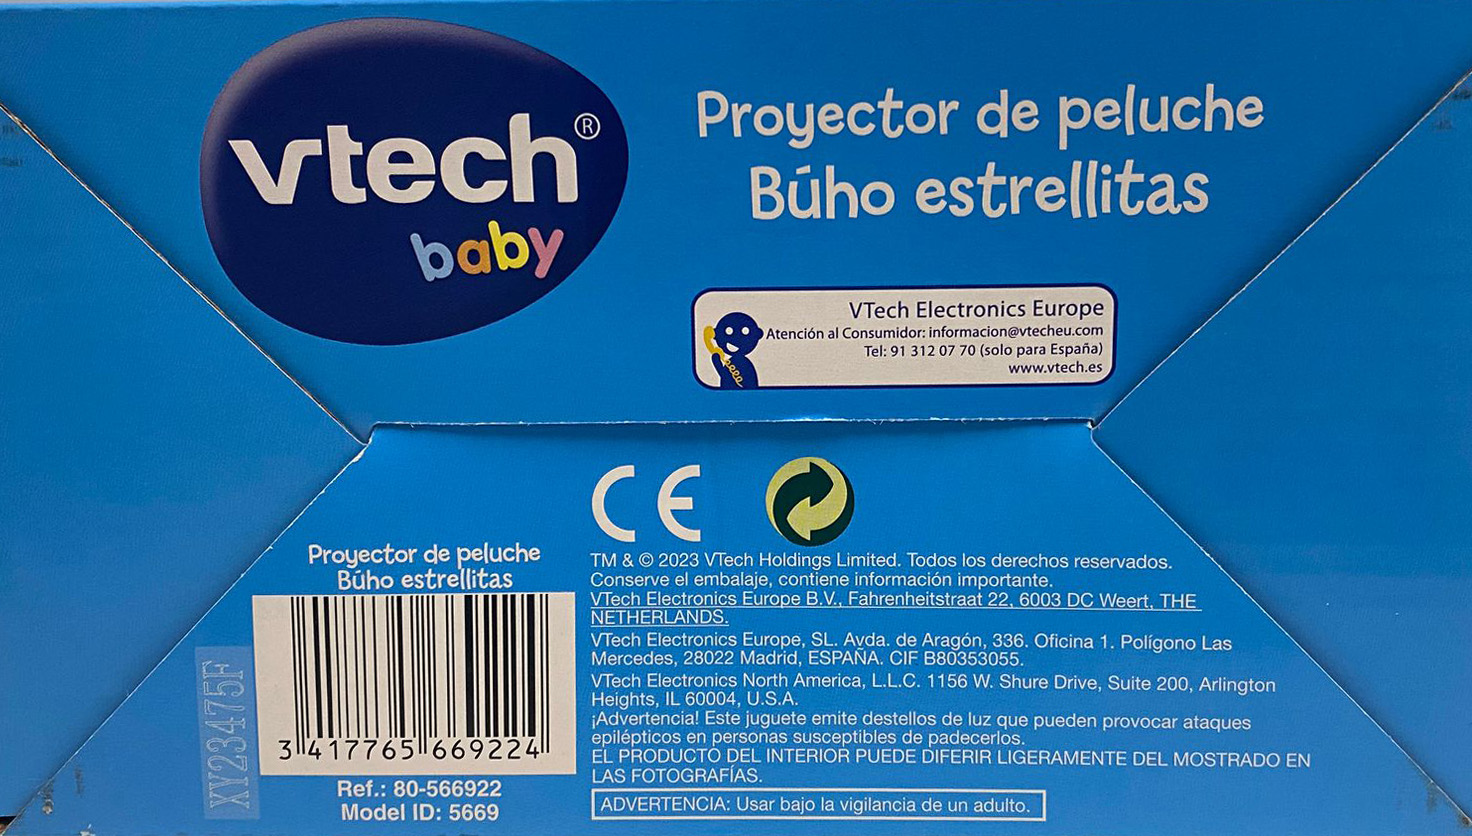 vtech®
baby
Proyector de peluche
Búho estrellitas
VTech Electronics Europe
Atención al Consumidor: informacion@vtecheu.com
Tel: 91 312 07 70 (solo para España)
www.vtech.es
CE
Proyector de peluche
Búho estrellitas
3 417765 669224
XY23475F
Ref.: 80-566922
Model ID: 5669
TM & © 2023 VTech Holdings Limited. Todos los derechos reservados.
Conserve el embalaje, contiene información importante.
VTech Electronics Europe B.V., Fahrenheitstraat 22, 6003 DC Weert, THE
NETHERLANDS.
VTech Electronics Europe, SL. Avda. de Aragón, 336. Oficina 1. Polígono Las
Mercedes, 28022 Madrid, ESPAÑA. CIF B80353055.
VTech Electronics North America, L.L.C. 1156 W. Shure Drive, Suite 200, Arlington
Heights, IL 60004, U.S.A.
¡Advertencia! Este juguete emite destellos de luz que pueden provocar ataques
epilépticos en personas susceptibles de padecerlos.
EL PRODUCTO DEL INTERIOR PUEDE DIFERIR LIGERAMENTE DEL MOSTRADO EN
LAS FOTOGRAFÍAS.
ADVERTENCIA: Usar bajo la vigilancia de un adulto.